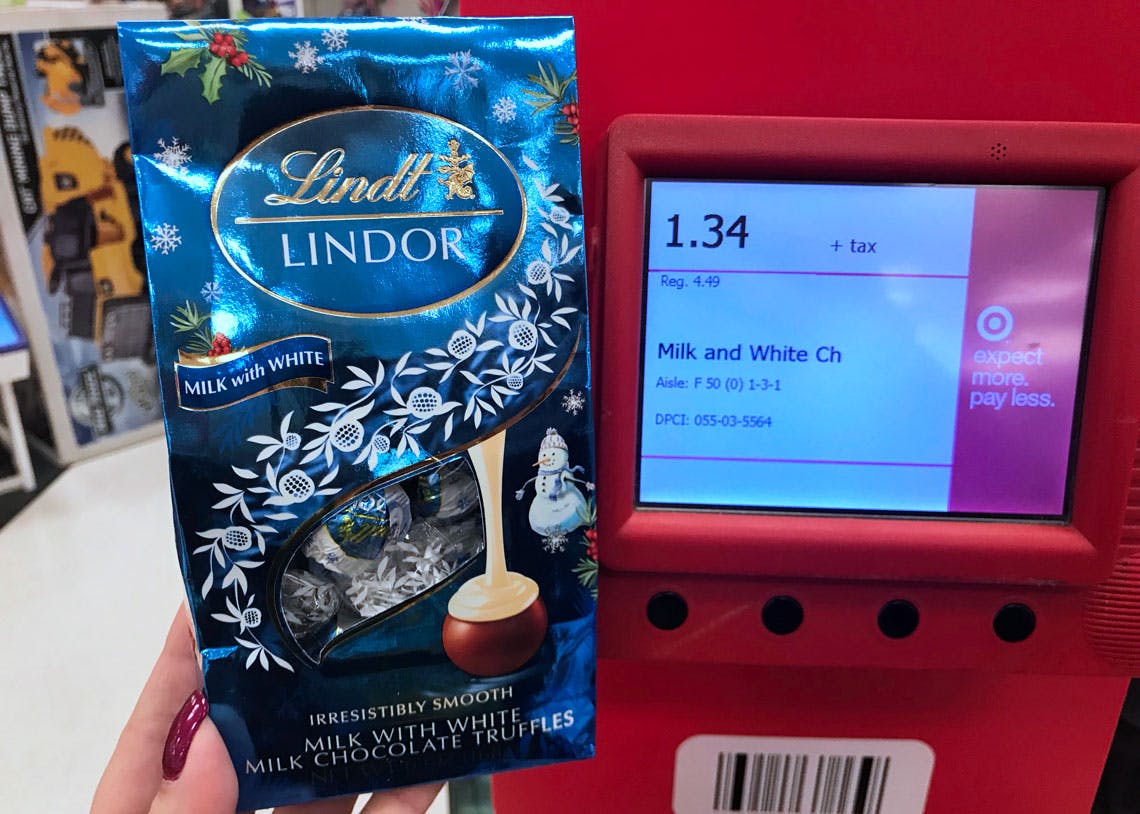 Lindt
LINDOR
MILK with WHITE
IRRESISTIBLY SMOOTH
MILK WITH WHITE
MILK CHOCOLATE TRUFFLES
1.34 + tax
Reg. 4.49
Milk and White Ch
Aisle: F 50 (0) 1-3-1
DPCI: 055-03-5564
expect
more.
pay less.